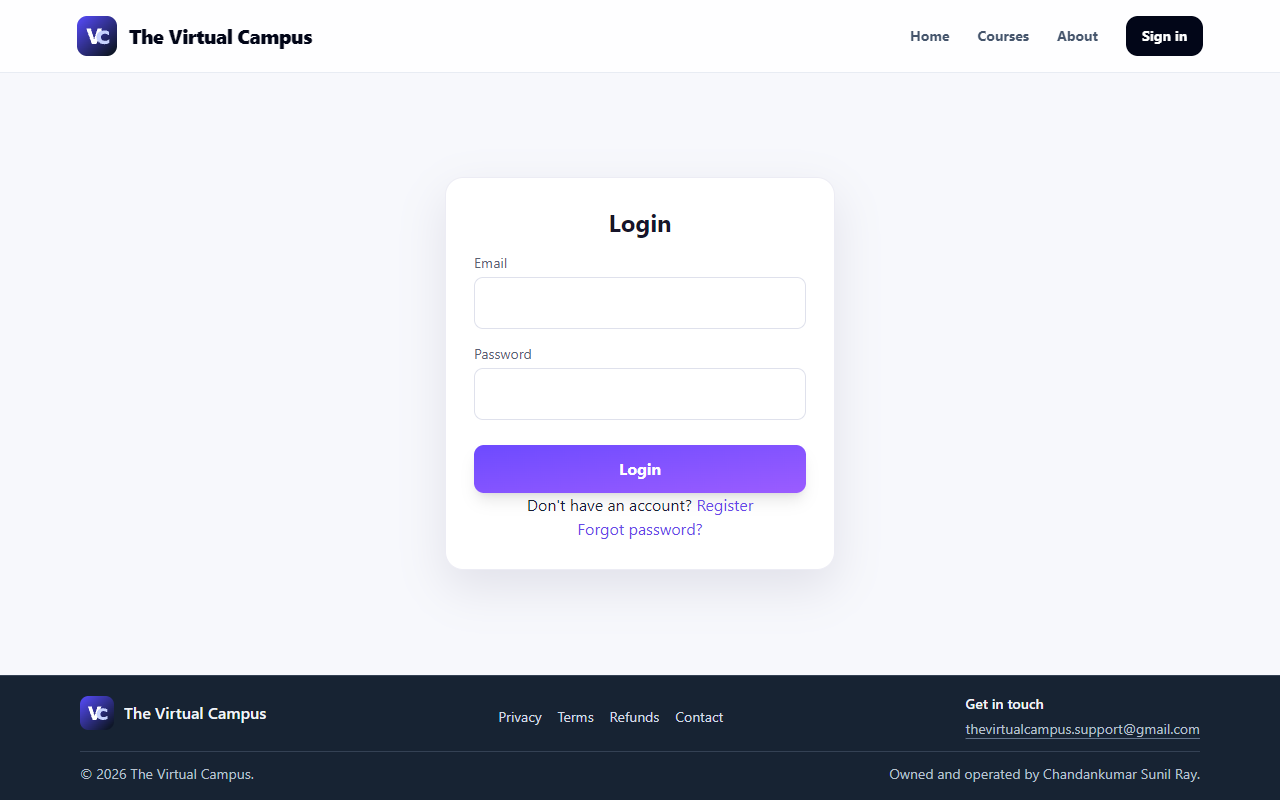 VC The Virtual Campus
Home Courses About Sign in
Login
Email
Password
Login
Don't have an account? Register
Forgot password?
VC The Virtual Campus
Privacy Terms Refunds Contact
Get in touch
thevirtualcampus.support@gmail.com
© 2026 The Virtual Campus.
Owned and operated by Chandankumar Sunil Ray.